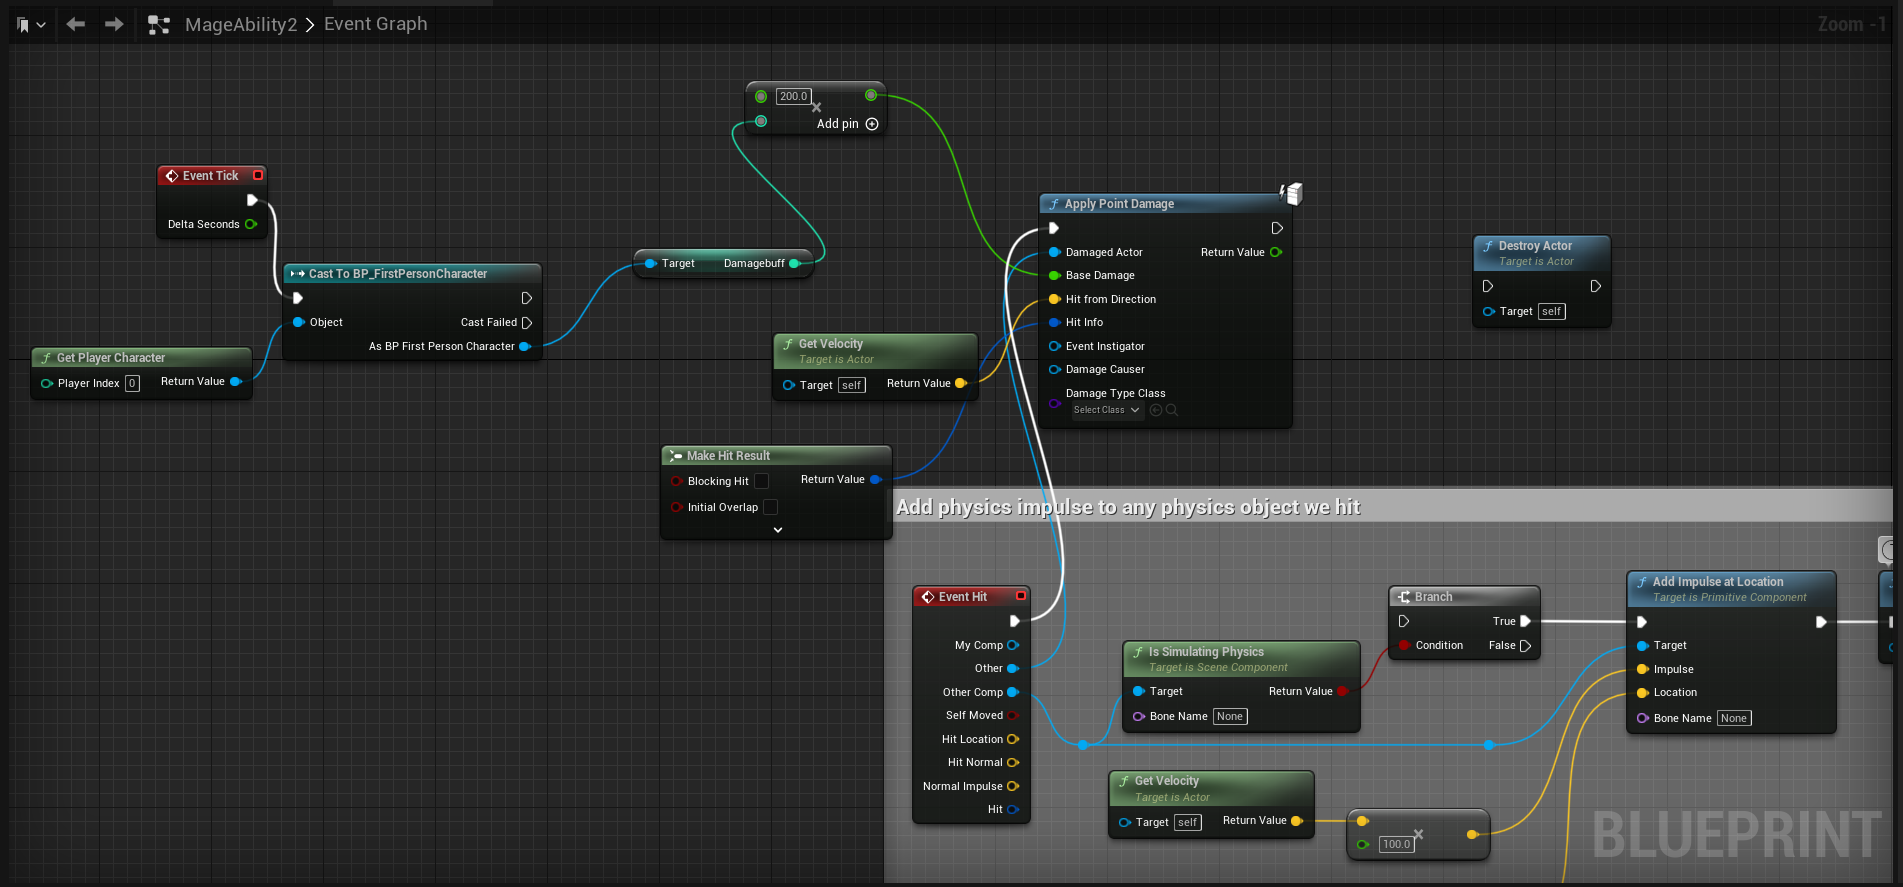 MageAbility2 > Event Graph
Zoom -1
200.0
Add pin
Event Tick
Delta Seconds
Cast To BP_FirstPersonCharacter
Object
Cast Failed
As BP First Person Character
Get Player Character
Player Index 0
Return Value
Target
Damagebuff
Get Velocity
Target is Actor
Target self
Return Value
Make Hit Result
Blocking Hit
Return Value
Initial Overlap
Apply Point Damage
Damaged Actor
Return Value
Base Damage
Hit from Direction
Hit Info
Event Instigator
Damage Causer
Damage Type Class
Select Class
Destroy Actor
Target is Actor
Target self
Add physics impulse to any physics object we hit
Event Hit
My Comp
Other
Other Comp
Self Moved
Hit Location
Hit Normal
Normal Impulse
Hit
Is Simulating Physics
Target is Scene Component
Target
Return Value
Bone Name None
Branch
True
Condition
False
Add Impulse at Location
Target is Primitive Component
Target
Impulse
Location
Bone Name None
Get Velocity
Target is Actor
Target self
Return Value
100.0
BLUEPRINT